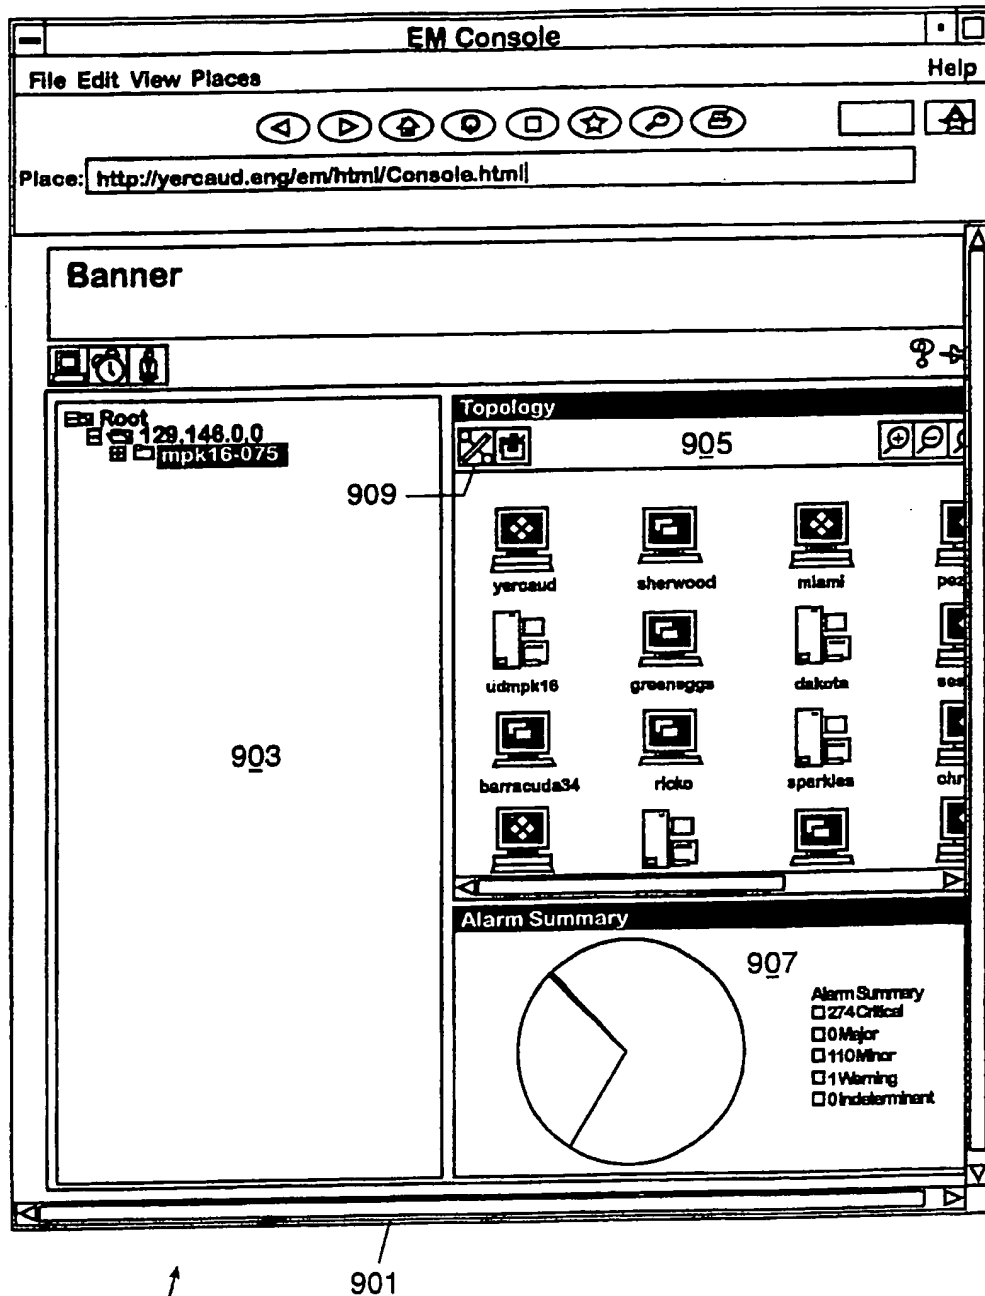 EM Console
File Edit View Places Help
Place: http://yercaud.eng/em/html/Console.html
Banner
Root
129.146.0.0
mpk16-075
Topology
905
909
yercaud sherwood miami pez
udmpk16 greeneggs dakota
903
barracuda34 ricko sparkles chr
Alarm Summary
907
Alarm Summary
274 Critical
0 Major
110 Minor
1 Warning
0 Indeterminant
901